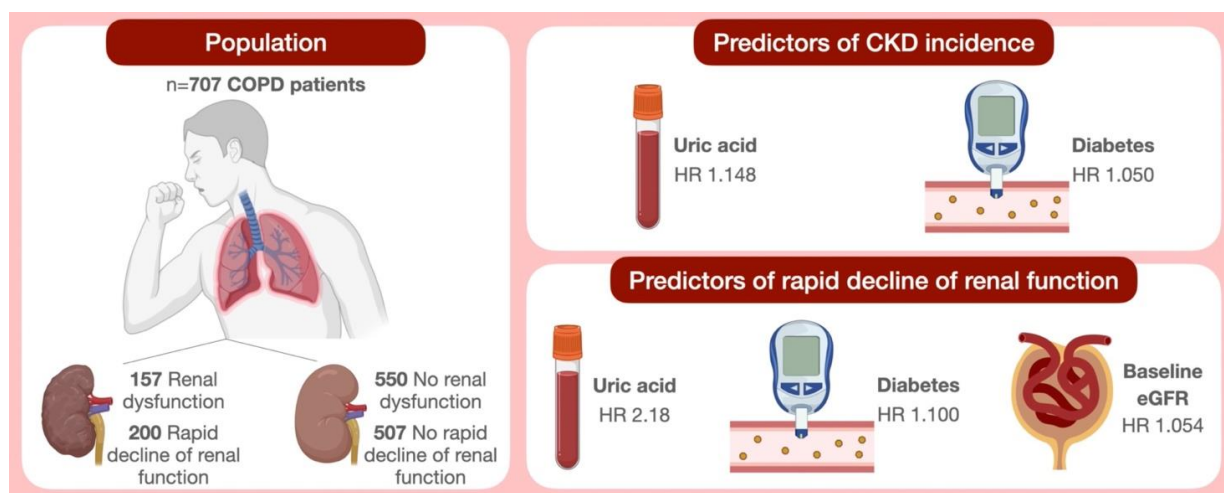 Population
n=707 COPD patients
157 Renal
dysfunction
200 Rapid
decline of renal
function
550 No renal
dysfunction
507 No rapid
decline of renal
function
Predictors of CKD incidence
Uric acid
HR 1.148
Diabetes
HR 1.050
Predictors of rapid decline of renal function
Uric acid
HR 2.18
Diabetes
HR 1.100
Baseline
eGFR
HR 1.054